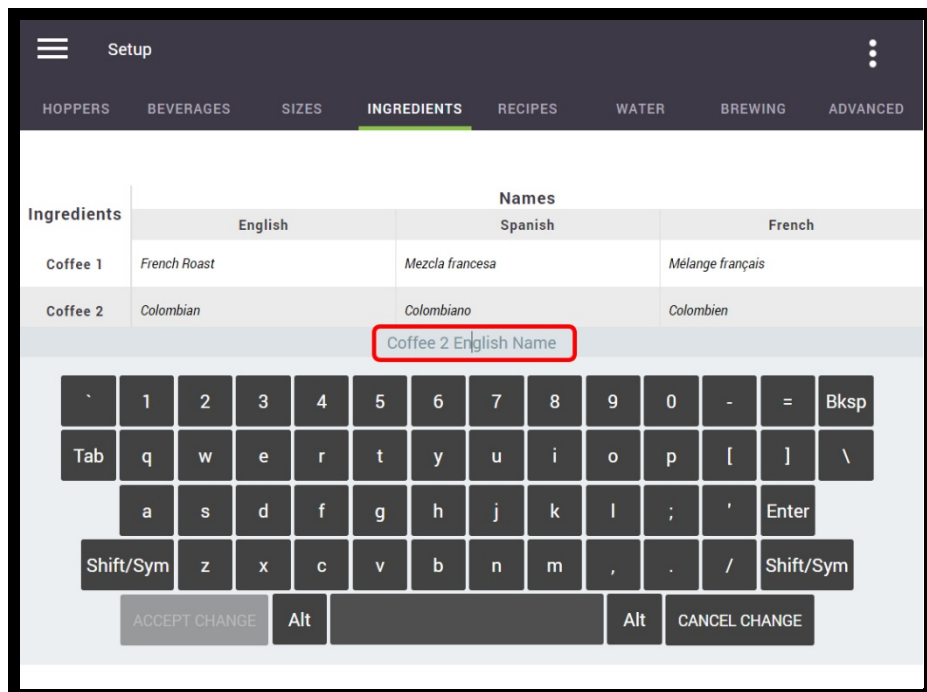 Setup
HOPPERS BEVERAGES SIZES INGREDIENTS RECIPES WATER BREWING ADVANCED
Names
Ingredients
English Spanish French
Coffee 1 French Roast Mezcla francesa Mélange français
Coffee 2 Colombian Colombiano Colombien
Coffee 2 English Name
` 1 2 3 4 5 6 7 8 9 0 - = Bksp
Tab q w e r t y u i o p [ ] \
a s d f g h j k l ; ' Enter
Shift/Sym z x c v b n m , . / Shift/Sym
ACCEPT CHANGE Alt Alt CANCEL CHANGE